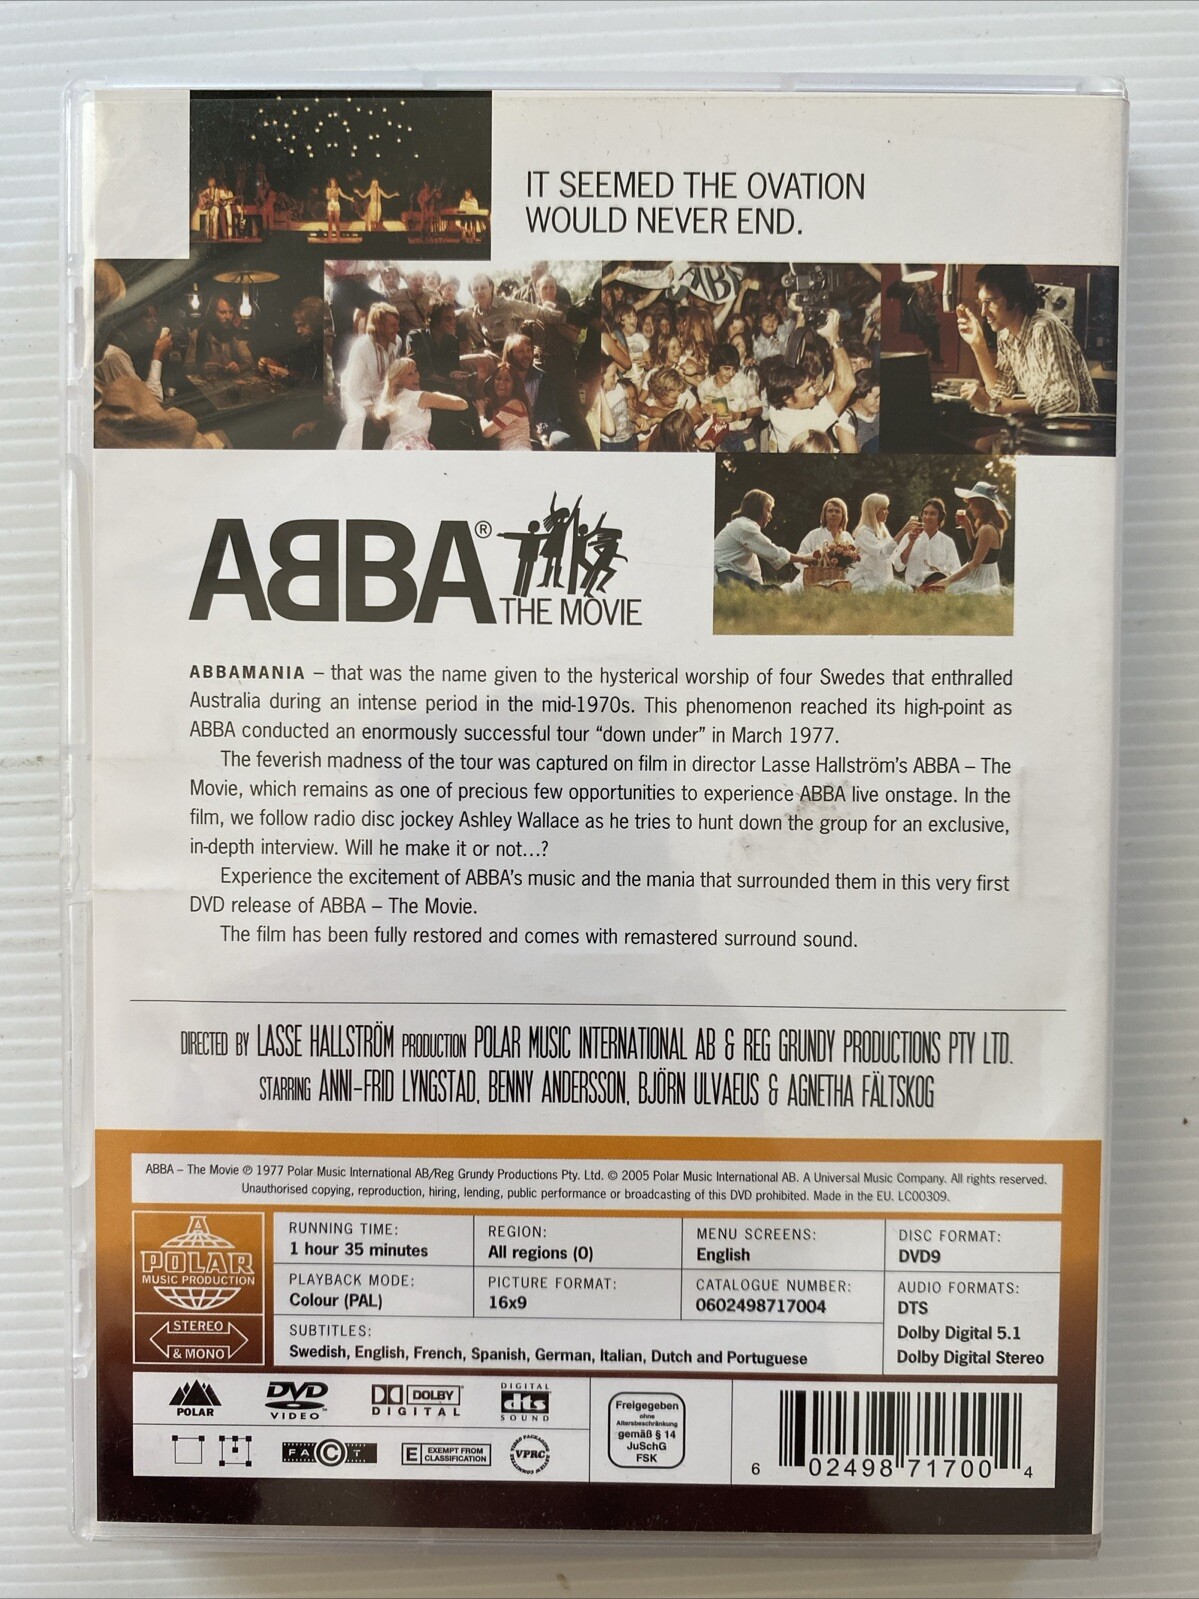 IT SEEMED THE OVATION
WOULD NEVER END.
ABBA
ABBA®
THE MOVIE
ABBAMANIA – that was the name given to the hysterical worship of four Swedes that enthralled
Australia during an intense period in the mid-1970s. This phenomenon reached its high-point as
ABBA conducted an enormously successful tour “down under” in March 1977.
The feverish madness of the tour was captured on film in director Lasse Hallström's ABBA – The
Movie, which remains as one of precious few opportunities to experience ABBA live onstage. In the
film, we follow radio disc jockey Ashley Wallace as he tries to hunt down the group for an exclusive,
in-depth interview. Will he make it or not...?
Experience the excitement of ABBA's music and the mania that surrounded them in this very first
DVD release of ABBA – The Movie.
The film has been fully restored and comes with remastered surround sound.
DIRECTED BY LASSE HALLSTRÖM PRODUCTION POLAR MUSIC INTERNATIONAL AB & REG GRUNDY PRODUCTIONS PTY LTD.
STARRING ANNI-FRID LYNGSTAD, BENNY ANDERSSON, BJÖRN ULVAEUS & AGNETHA FÄLTSKOG
ABBA – The Movie ℗ 1977 Polar Music International AB/Reg Grundy Productions Pty. Ltd. © 2005 Polar Music International AB. A Universal Music Company. All rights reserved.
Unauthorised copying, reproduction, hiring, lending, public performance or broadcasting of this DVD prohibited. Made in the EU. LC00309.
A
POLAR
MUSIC PRODUCTION
STEREO
& MONO
RUNNING TIME:
1 hour 35 minutes
REGION:
All regions (0)
MENU SCREENS:
English
DISC FORMAT:
DVD9
PLAYBACK MODE:
Colour (PAL)
PICTURE FORMAT:
16x9
CATALOGUE NUMBER:
0602498717004
AUDIO FORMATS:
DTS
Dolby Digital 5.1
Dolby Digital Stereo
SUBTITLES:
Swedish, English, French, Spanish, German, Italian, Dutch and Portuguese
POLAR
DVD
VIDEO™
DOLBY
DIGITAL
DIGITAL
dts
SOUND
FACT
E EXEMPT FROM
CLASSIFICATION
VIDEO PACKAGING REVIEW COMMITTEE
VPRC
Freigegeben
ohne
Altersbeschränkung
gemäß § 14
JuSchG
FSK
6 02498 71700 4